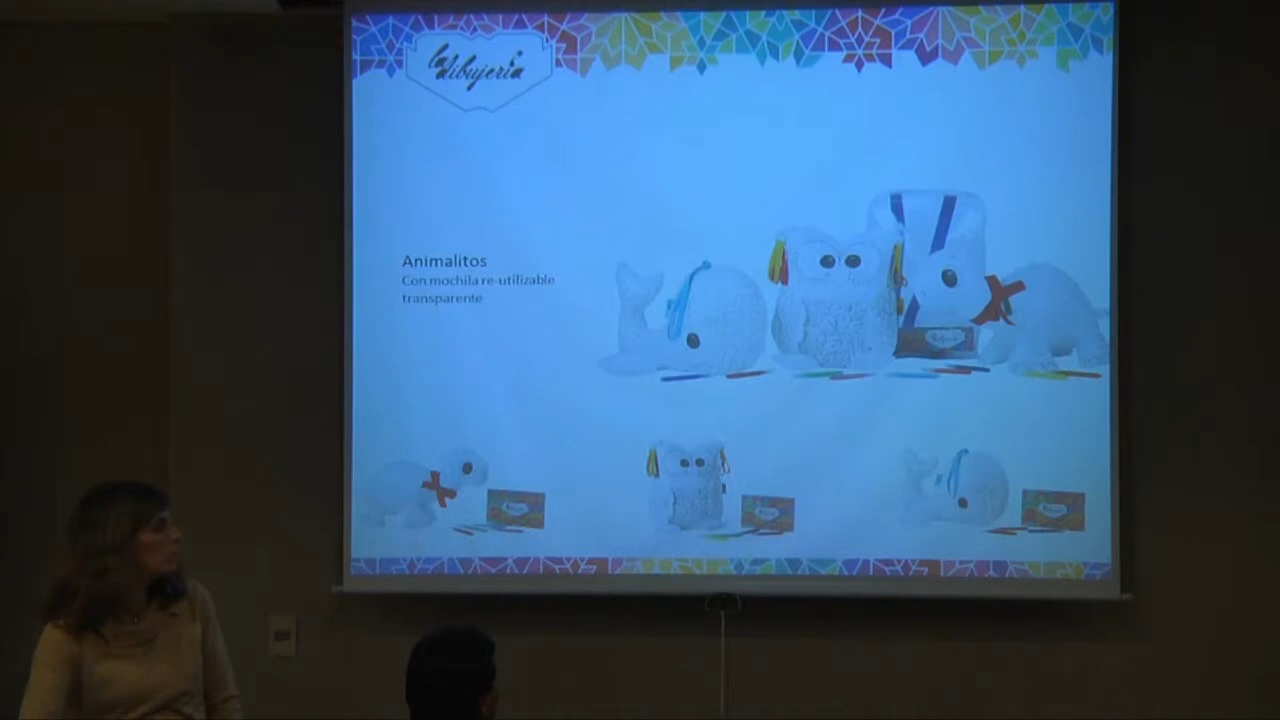 la
dibujería
Animalitos
Con mochila re-utilizable
transparente